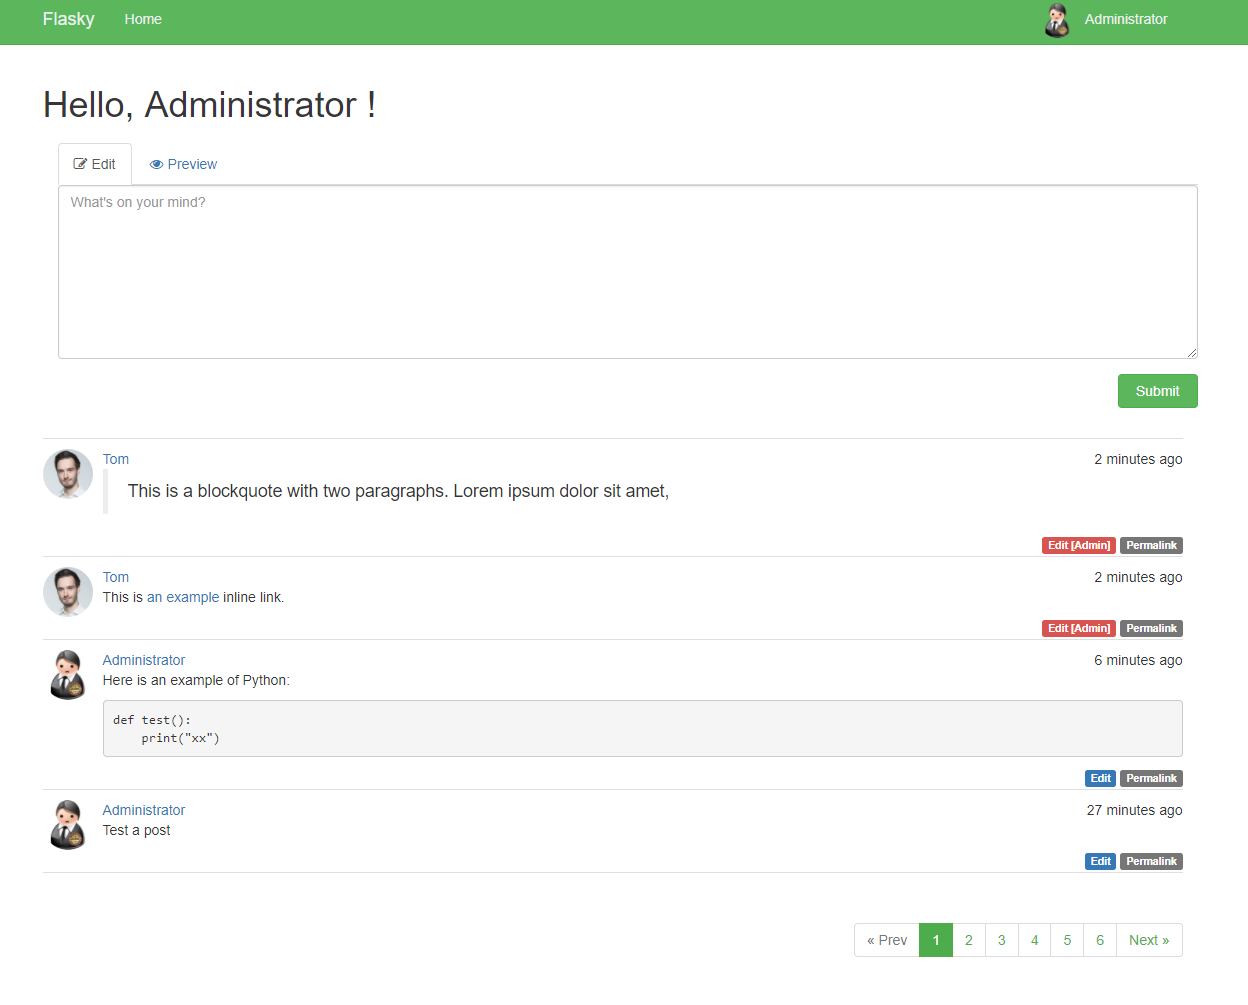 Flasky Home Administrator
Hello, Administrator !
Edit Preview
What's on your mind?
Submit
Tom 2 minutes ago
This is a blockquote with two paragraphs. Lorem ipsum dolor sit amet,
Edit [Admin] Permalink
Tom 2 minutes ago
This is an example inline link.
Edit [Admin] Permalink
Administrator 6 minutes ago
Here is an example of Python:
def test():
    print("xx")
Edit Permalink
Administrator 27 minutes ago
Test a post
Edit Permalink
« Prev 1 2 3 4 5 6 Next »